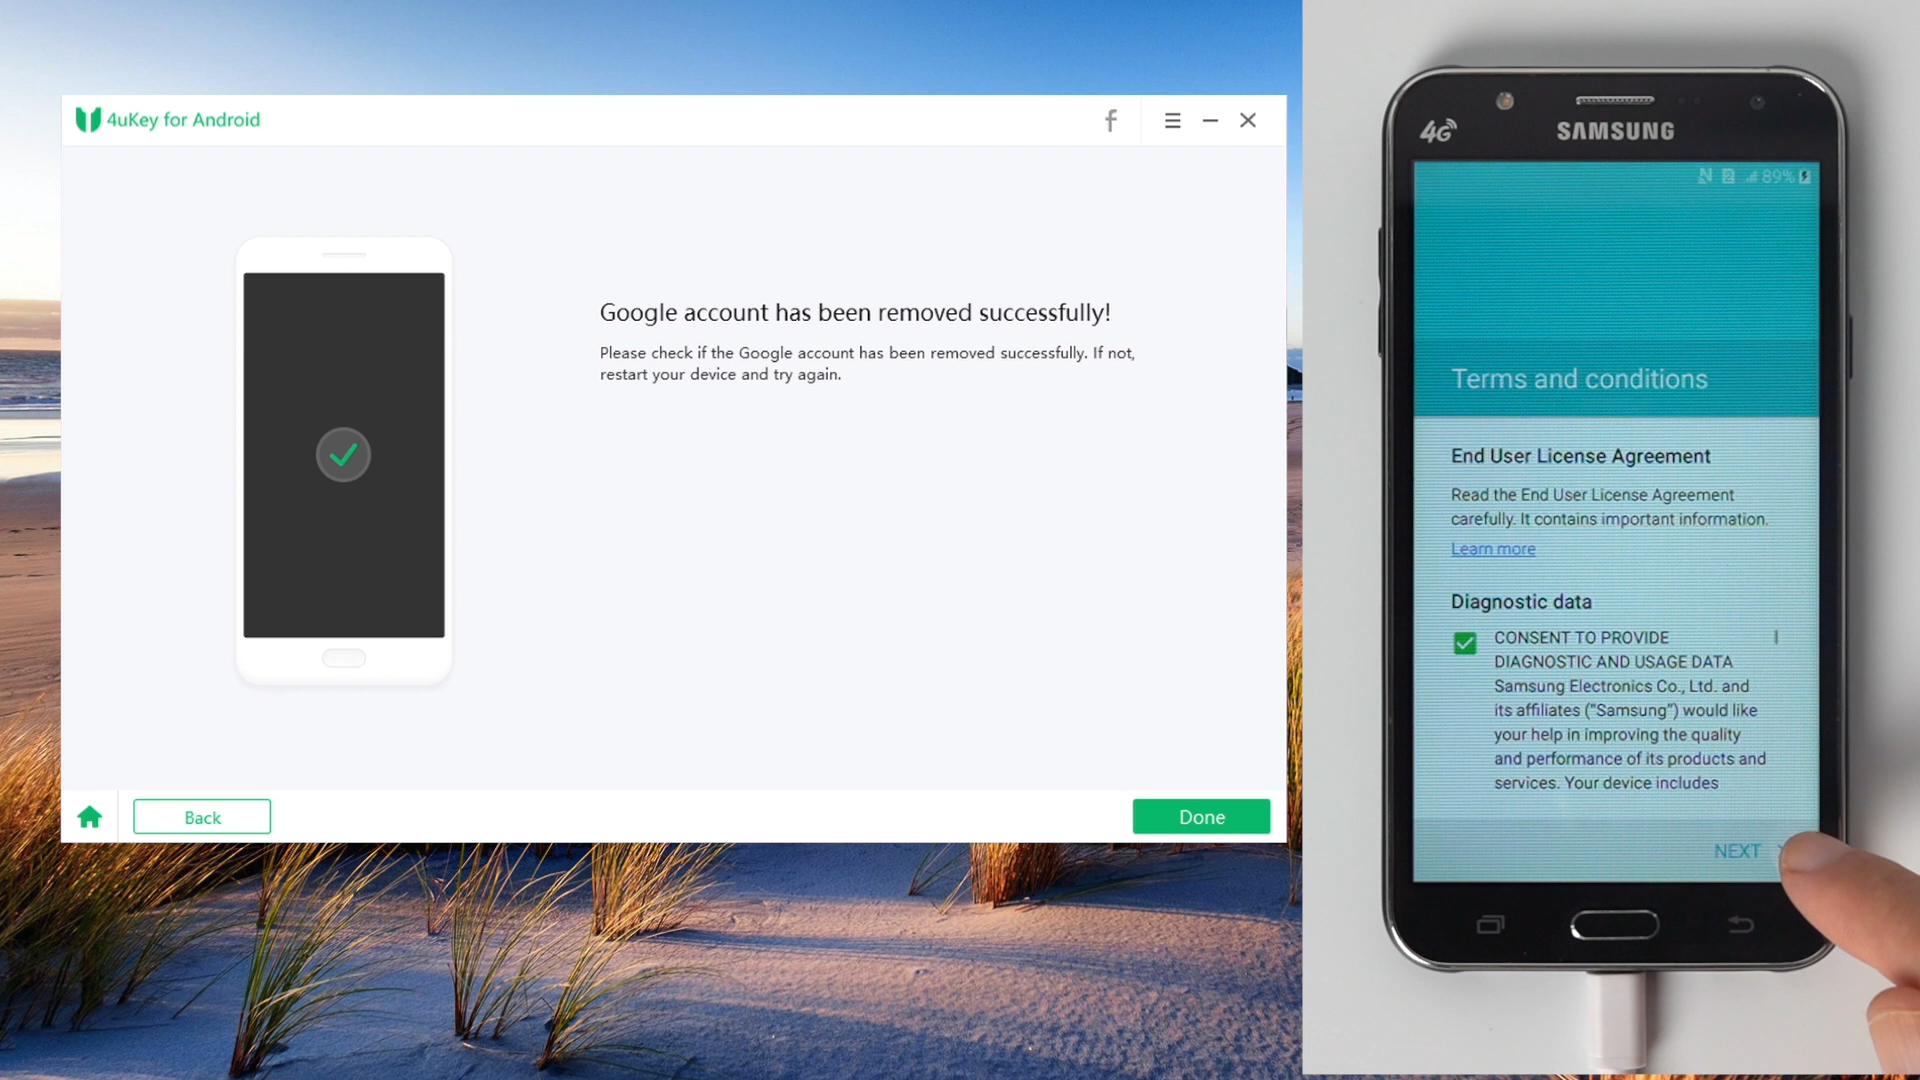 4uKey for Android
Google account has been removed successfully!
Please check if the Google account has been removed successfully. If not,
restart your device and try again.
Back
Done
4G
SAMSUNG
89%
Terms and conditions
End User License Agreement
Read the End User License Agreement
carefully. It contains important information.
Learn more
Diagnostic data
CONSENT TO PROVIDE
DIAGNOSTIC AND USAGE DATA
Samsung Electronics Co., Ltd. and
its affiliates ("Samsung") would like
your help in improving the quality
and performance of its products and
services. Your device includes
NEXT